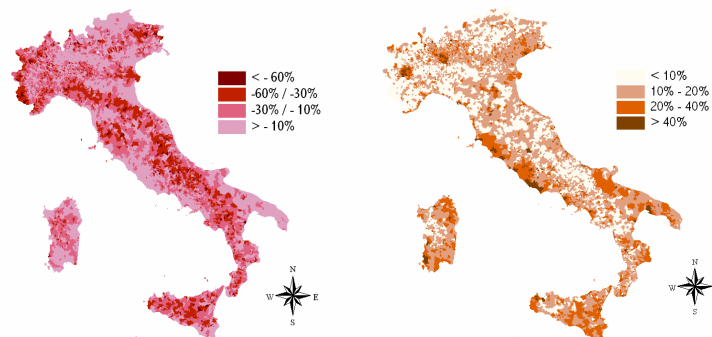 < - 60%
-60% / -30%
-30% / - 10%
> - 10%
N
W E
S
< 10%
10% - 20%
20% - 40%
> 40%
N
W
S